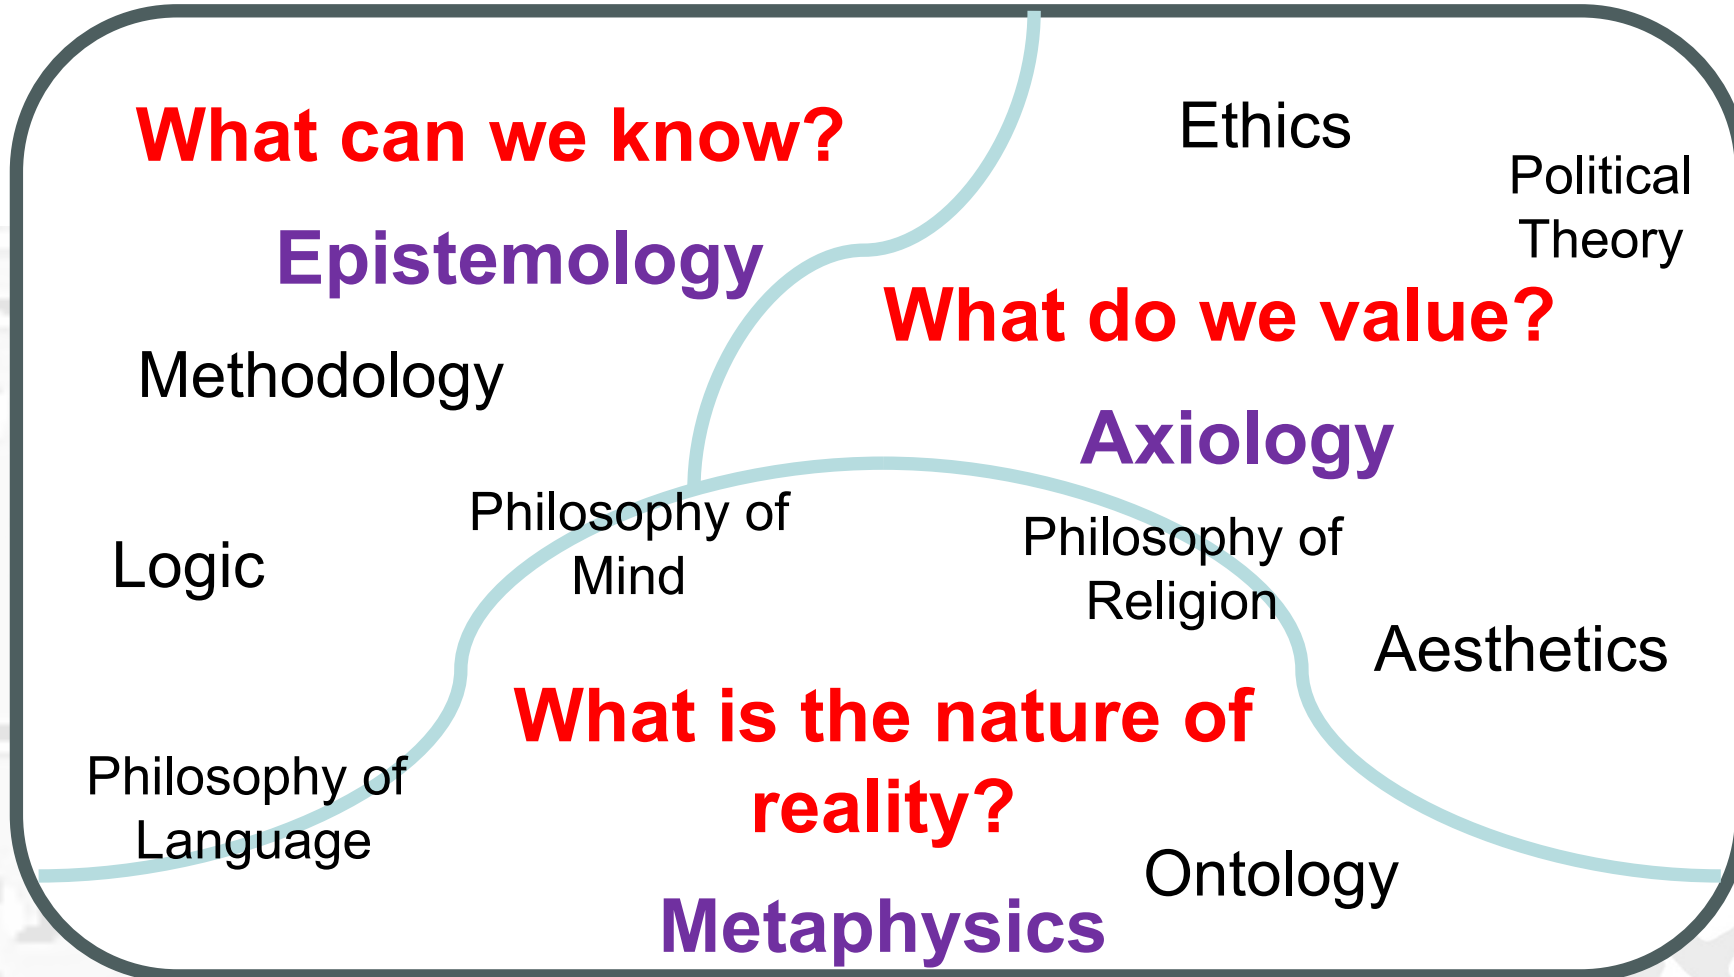 What can we know?
Epistemology
Methodology
Logic
Philosophy of
Mind
Philosophy of
Language
Ethics
Political
Theory
What do we value?
Axiology
Philosophy of
Religion
Aesthetics
What is the nature of
reality?
Ontology
Metaphysics